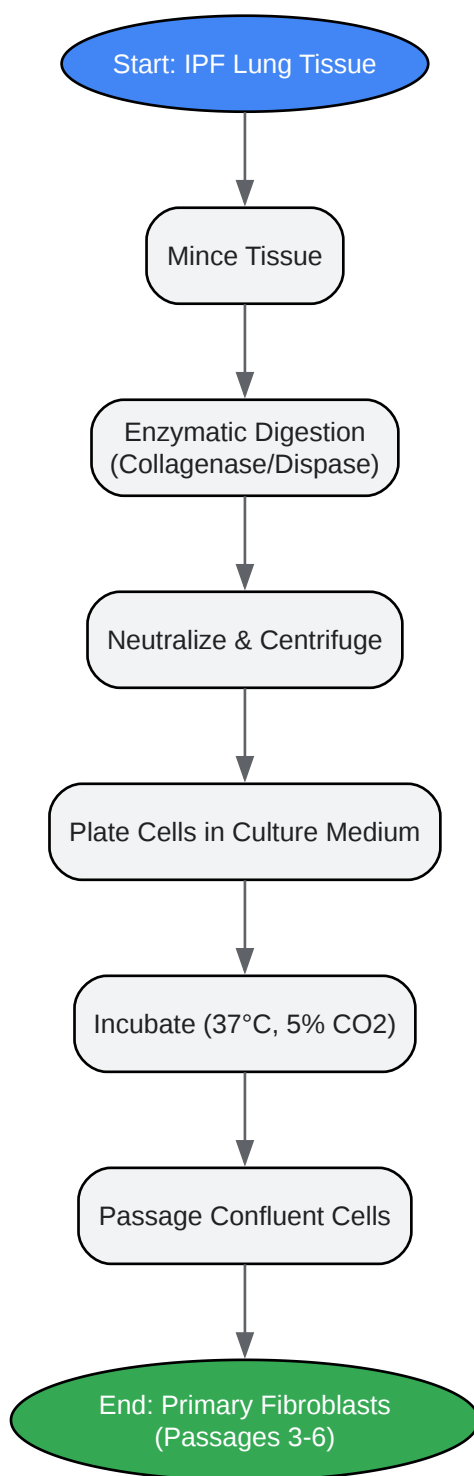 Start: IPF Lung Tissue
Mince Tissue
Enzymatic Digestion
(Collagenase/Dispase)
Neutralize & Centrifuge
Plate Cells in Culture Medium
Incubate (37°C, 5% CO2)
Passage Confluent Cells
End: Primary Fibroblasts
(Passages 3-6)